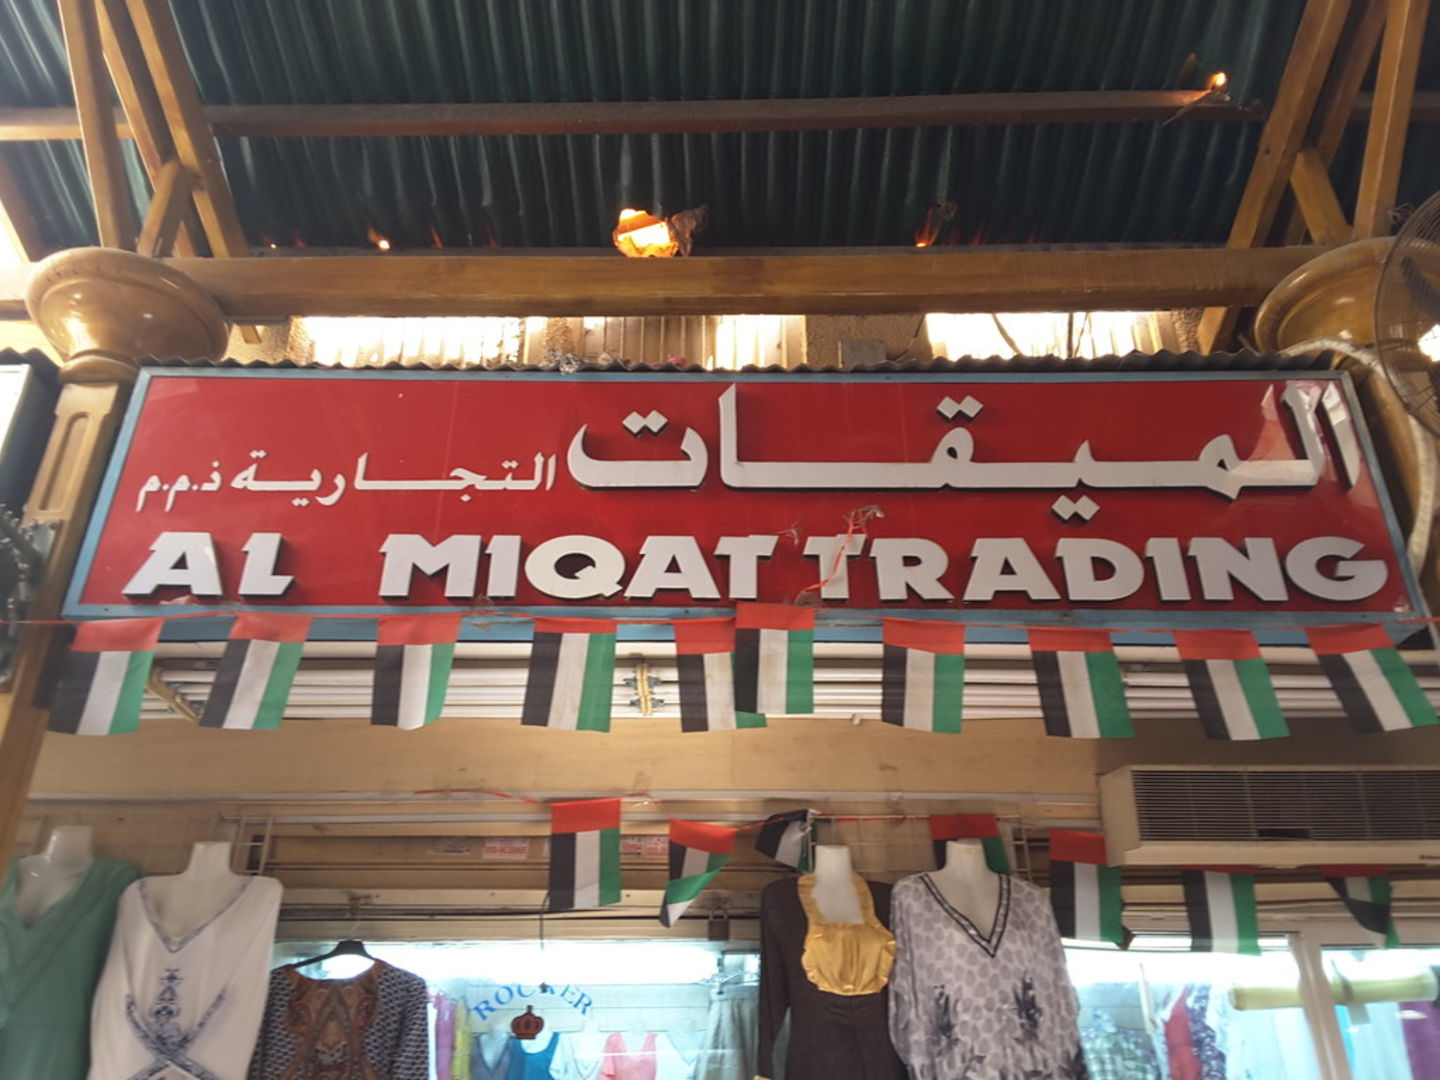 الميقات التجارية ذ.م.م
AL MIQAT TRADING
ROCKER